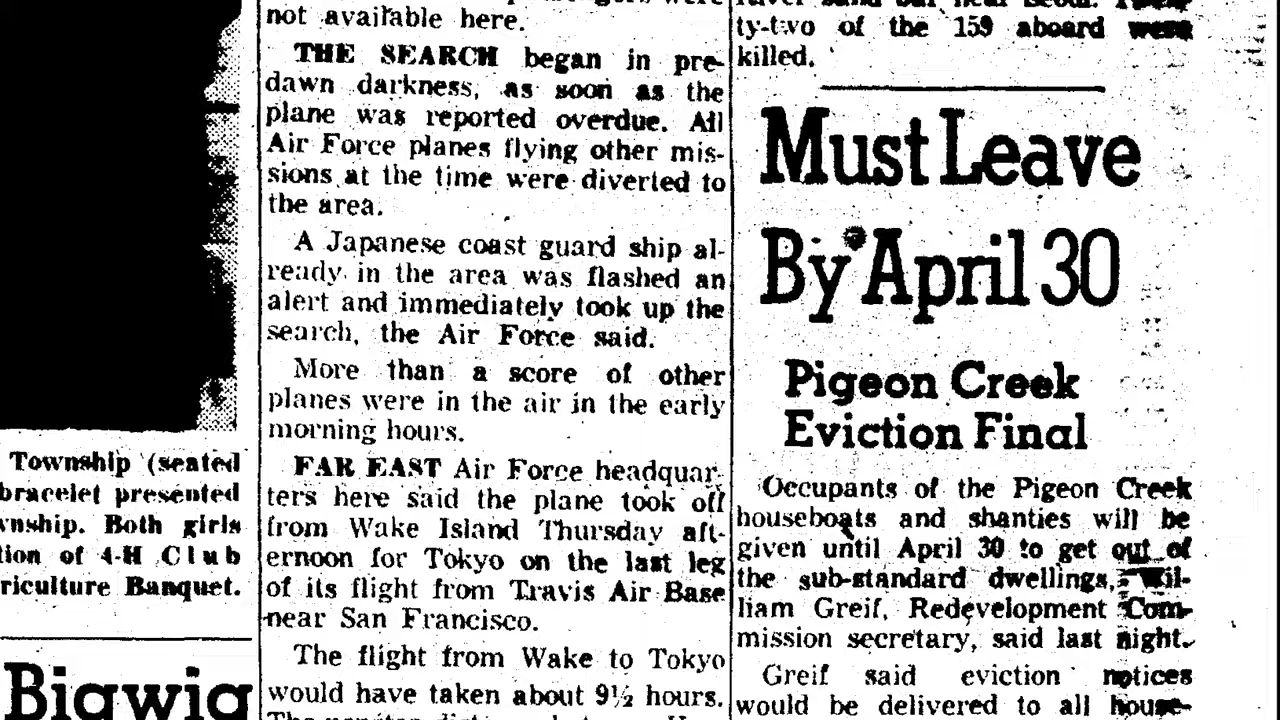 Township (seated
bracelet presented
wnship. Both girls
tion of 4-H Club
riculture Banquet.
Bigwig
not available here.
THE SEARCH began in pre-
dawn darkness, as soon as the
plane was reported overdue. All
Air Force planes flying other mis-
sions at the time were diverted to
the area.
A Japanese coast guard ship al-
ready in the area was flashed an
alert and immediately took up the
search, the Air Force said.
More than a score of other
planes were in the air in the early
morning hours.
FAR EAST Air Force headquar-
ters here said the plane took off
from Wake Island Thursday aft-
ernoon for Tokyo on the last leg
of its flight from Travis Air Base
near San Francisco.
The flight from Wake to Tokyo
would have taken about 9½ hours.
ty-two of the 159 aboard were
killed.
Must Leave
By April 30
Pigeon Creek
Eviction Final
Occupants of the Pigeon Creek
houseboats and shanties will be
given until April 30 to get out of
the sub-standard dwellings, Wil-
liam Greif, Redevelopment Com-
mission secretary, said last night.
Greif said eviction notices
would be delivered to all house-